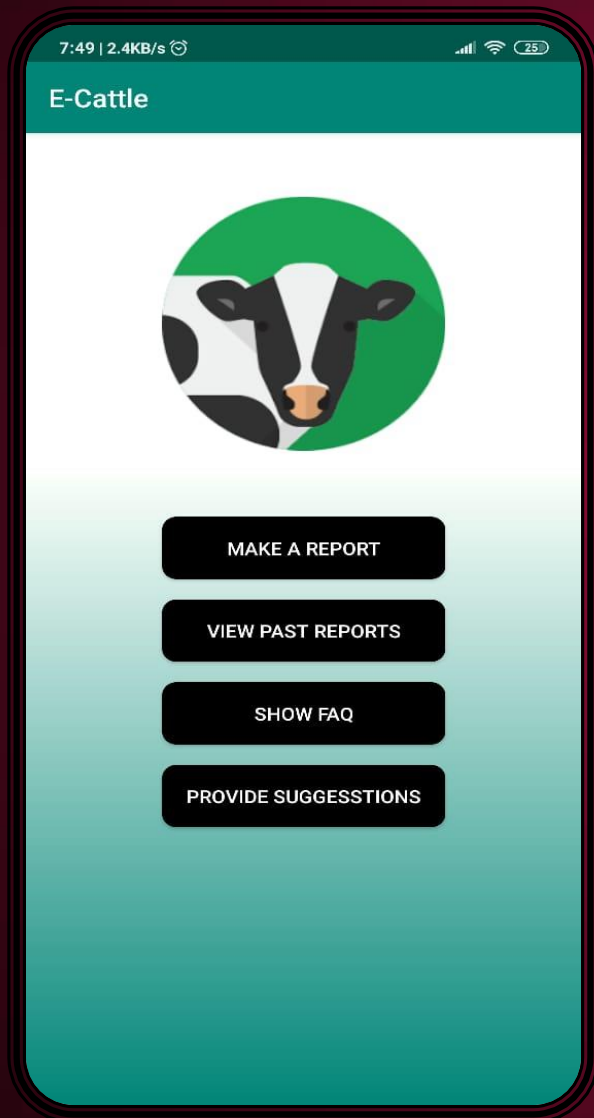 7:49 | 2.4KB/s 25
E-Cattle
MAKE A REPORT
VIEW PAST REPORTS
SHOW FAQ
PROVIDE SUGGESSTIONS